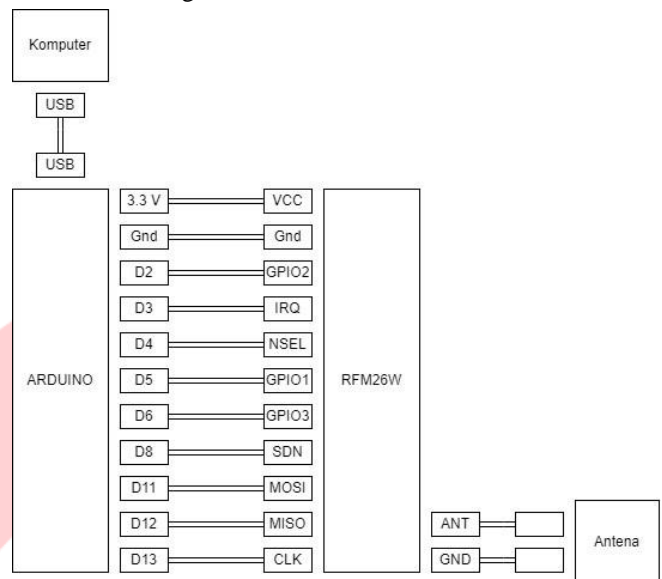 Komputer
USB
USB
3.3 V VCC
Gnd Gnd
D2 GPIO2
D3 IRQ
D4 NSEL
ARDUINO D5 GPIO1 RFM26W
D6 GPIO3
D8 SDN
D11 MOSI
D12 MISO ANT
Antena
D13 CLK GND